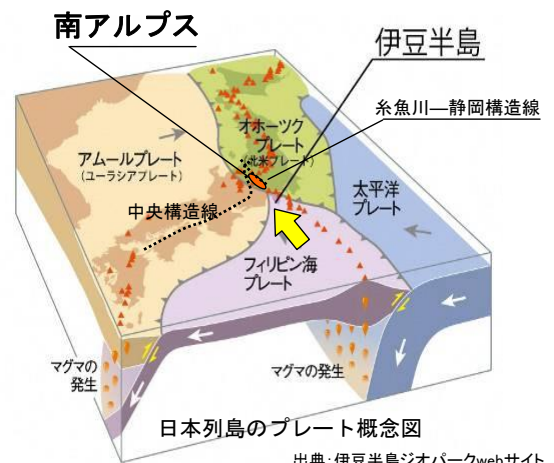 南アルプス
伊豆半島
糸魚川―静岡構造線
オホーツク
プレート
(北米プレート)
アムールプレート
(ユーラシアプレート)
太平洋
プレート
中央構造線
フィリピン海
プレート
マグマの
発生
マグマの発生
日本列島のプレート概念図
出典:伊豆半島ジオパークwebサイト